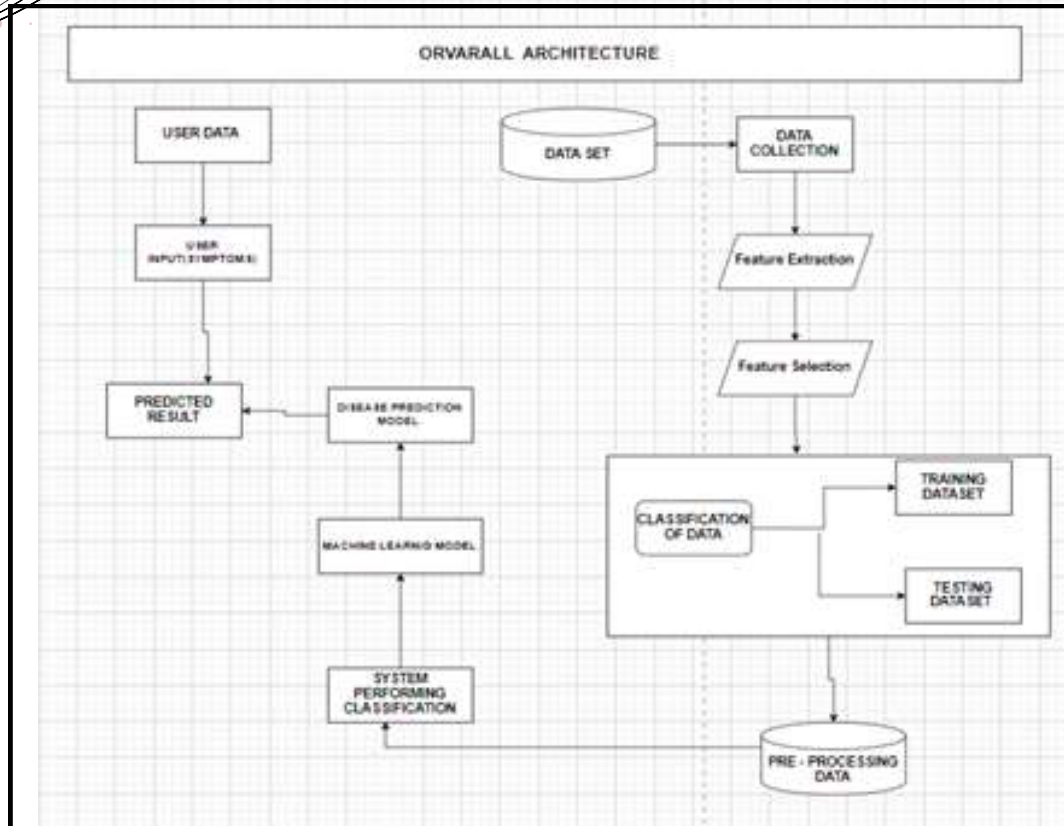 ORVARALL ARCHITECTURE
USER DATA
USER
INPUT(SYMPTOMS)
PREDICTED
RESULT
DATA SET
DATA
COLLECTION
Feature Extraction
Feature Selection
CLASSIFICATION
OF DATA
TRAINING
DATASET
TESTING
DATASET
PRE - PROCESSING
DATA
SYSTEM
PERFORMING
CLASSIFICATION
MACHINE LEARNIG MODEL
DISEASE PREDICTION
MODEL